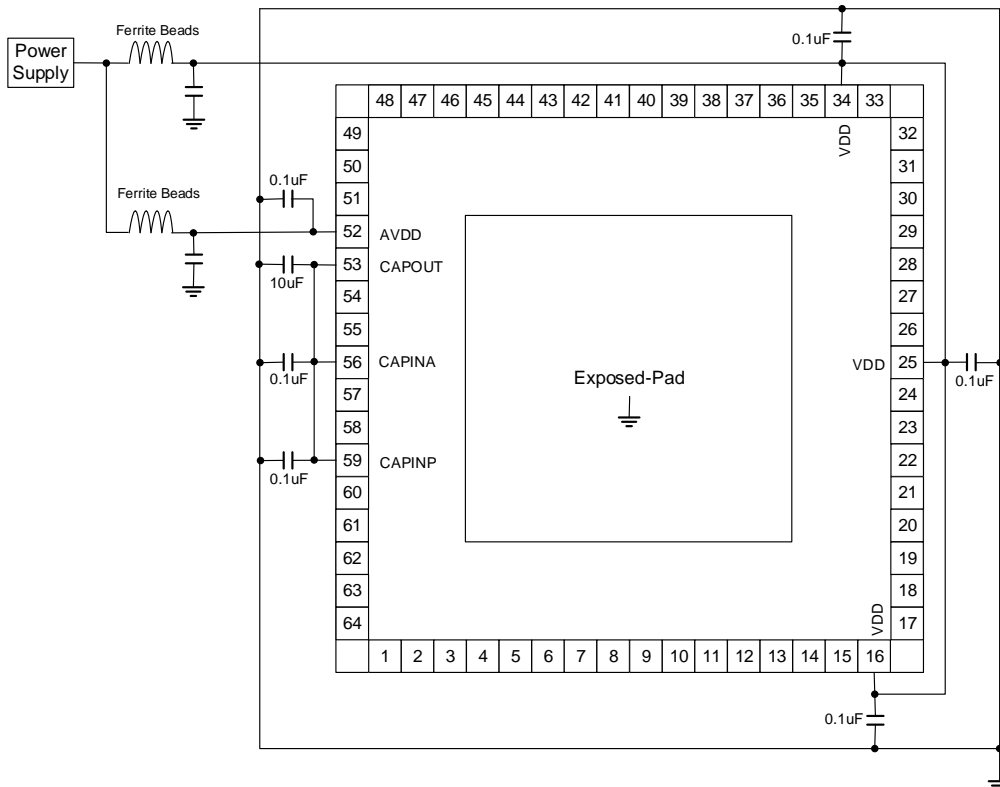 Ferrite Beads
Power
Supply
0.1uF
48 47 46 45 44 43 42 41 40 39 38 37 36 35 34 33
VDD
49
50
51
52
53
54
55
56
57
58
59
60
61
62
63
64
0.1uF
Ferrite Beads
AVDD
CAPOUT
10uF
CAPINA
0.1uF
CAPINP
0.1uF
Exposed-Pad
32
31
30
29
28
27
26
25
24
23
22
21
20
19
18
17
VDD
0.1uF
VDD
1 2 3 4 5 6 7 8 9 10 11 12 13 14 15 16
0.1uF